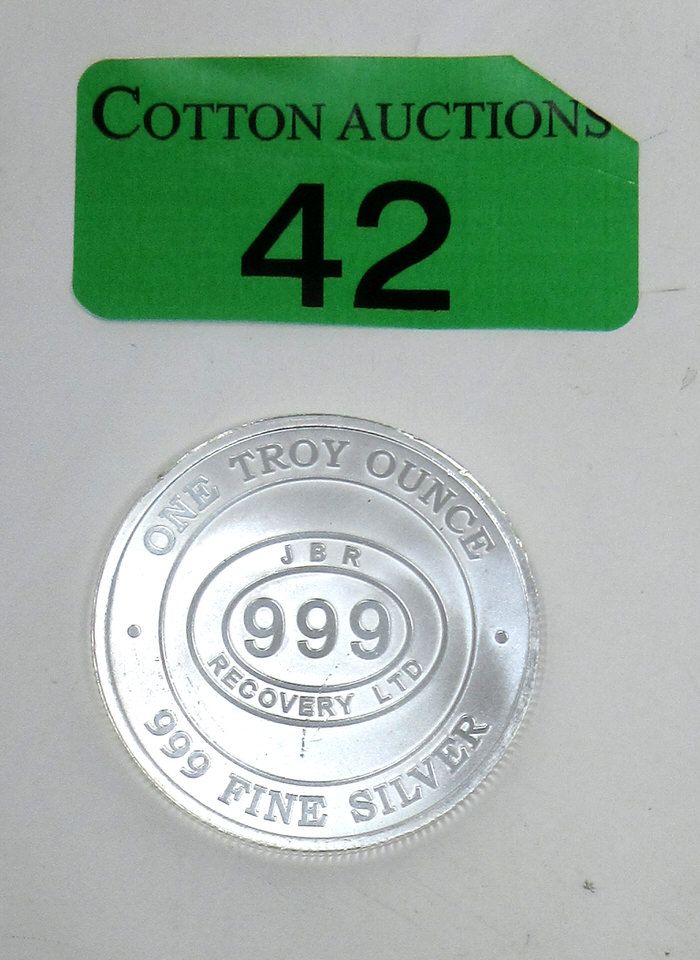 COTTON AUCTIONS
42
ONE TROY OUNCE
JBR
999
RECOVERY LTD
999 FINE SILVER